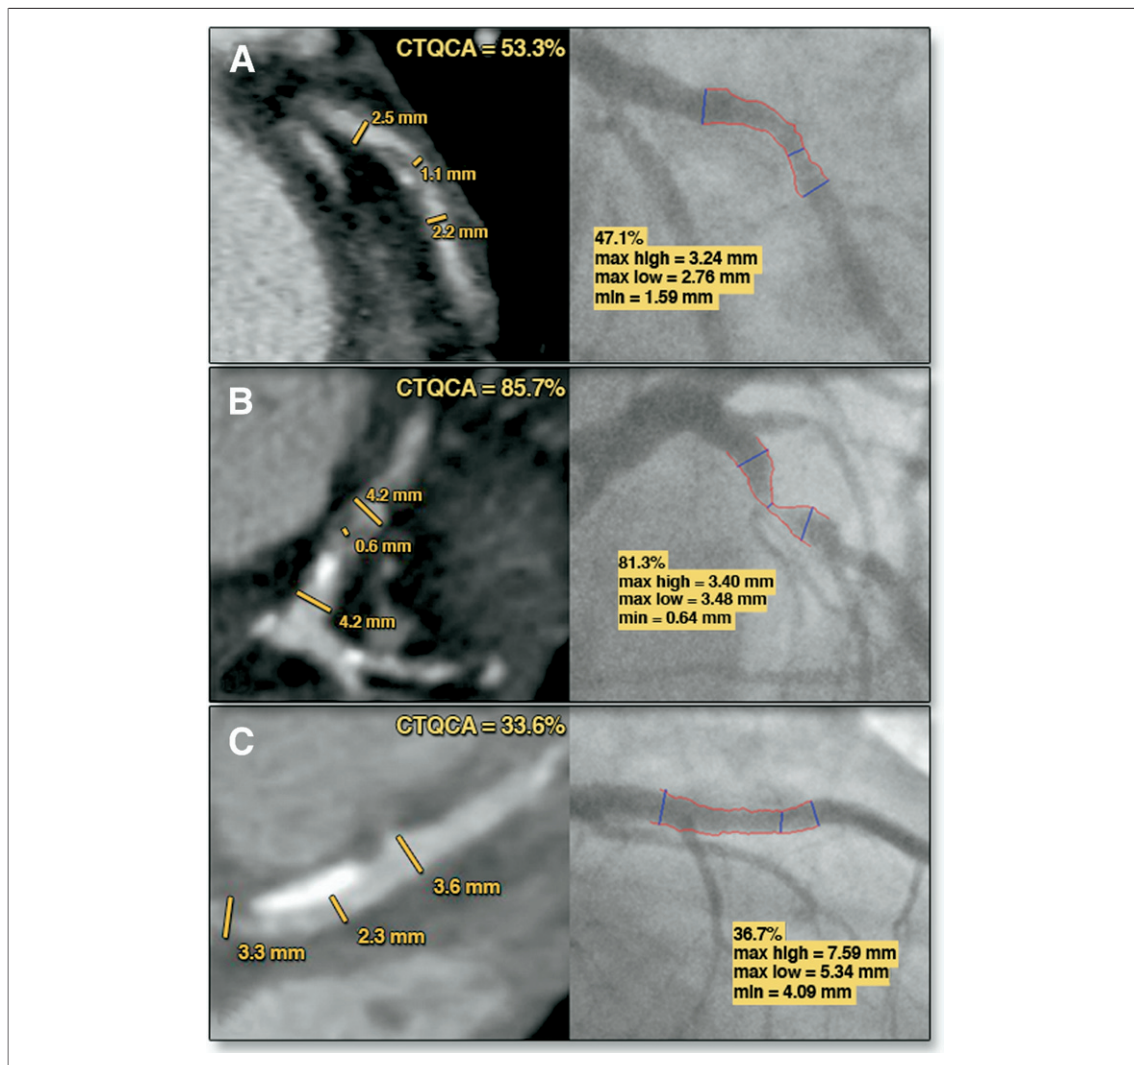 A
CTQCA = 53.3%
2.5 mm
1.1 mm
2.2 mm
47.1%
max high = 3.24 mm
max low = 2.76 mm
min = 1.59 mm
B
CTQCA = 85.7%
4.2 mm
0.6 mm
4.2 mm
81.3%
max high = 3.40 mm
max low = 3.48 mm
min = 0.64 mm
C
CTQCA = 33.6%
3.6 mm
2.3 mm
3.3 mm
36.7%
max high = 7.59 mm
max low = 5.34 mm
min = 4.09 mm